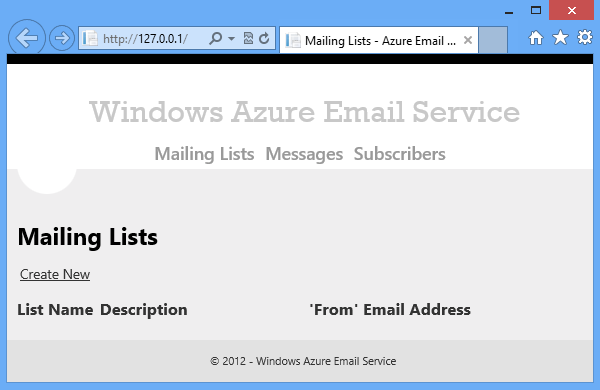 http://127.0.0.1/
Mailing Lists - Azure Email ...
Windows Azure Email Service
Mailing Lists Messages Subscribers
Mailing Lists
Create New
List Name Description 'From' Email Address
© 2012 - Windows Azure Email Service